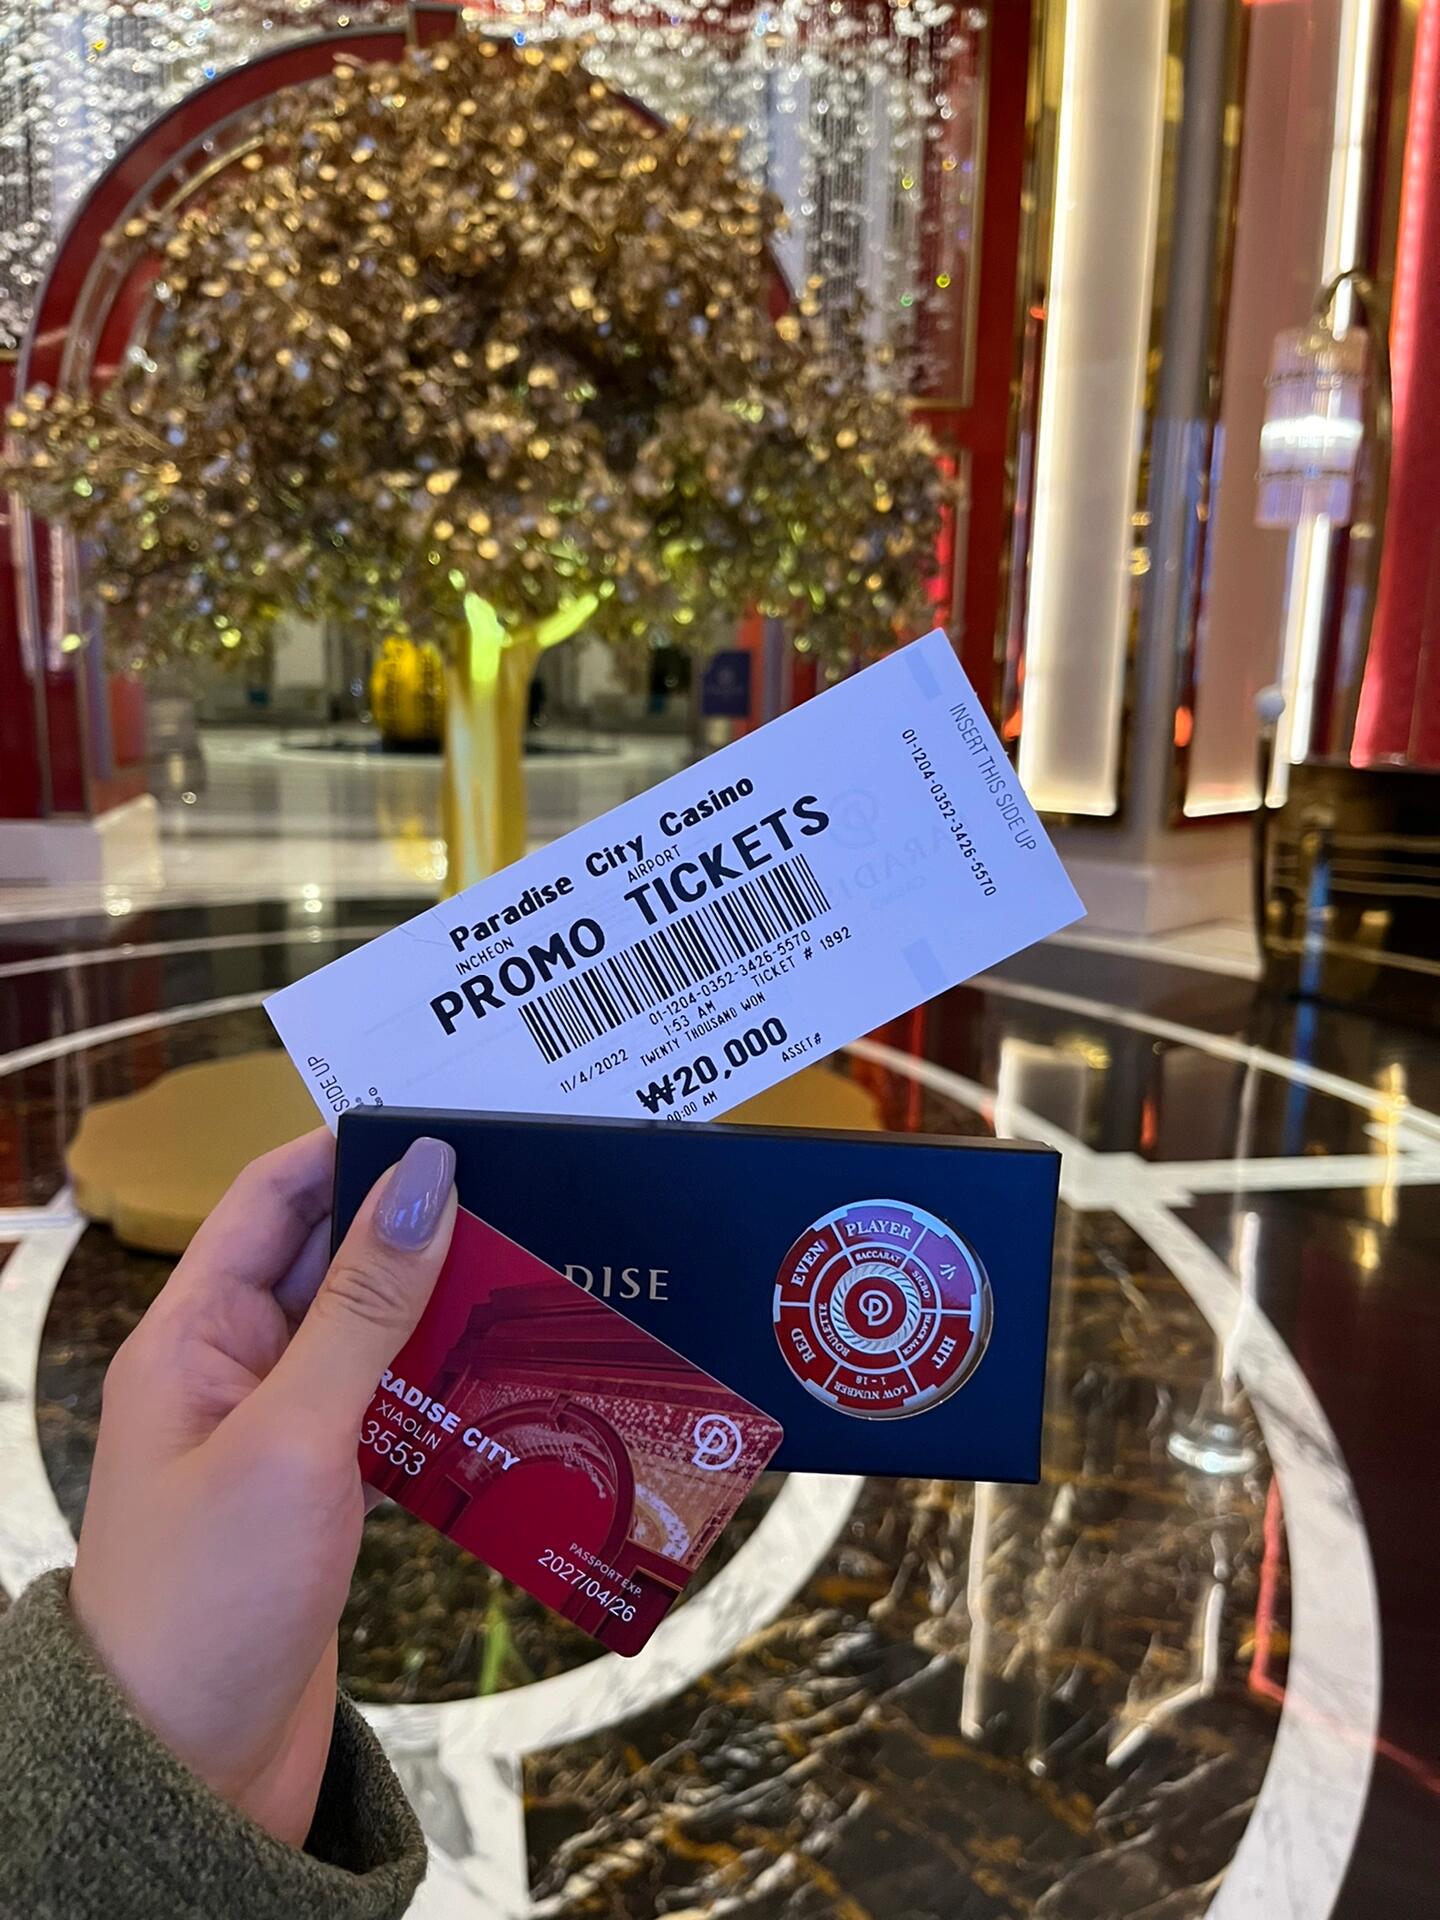 INSERT THIS SIDE UP
01-1204-0352-3426-5570
Paradise City Casino
INCHEON AIRPORT
PROMO TICKETS
01-1204-0352-3426-5570
11/4/2022 1:53 AM TICKET # 1892
TWENTY THOUSAND WON
₩20,000
00:00 AM ASSET#
SIDE UP
DISE
PLAYER
EVEN
小
RED
HIT
LOW NUMBER
1-18
BACCARAT
SICBO
ROULETTE
BLACK JACK
RADISE CITY
XIAOLIN
3553
PASSPORT EXP.
2027/04/26